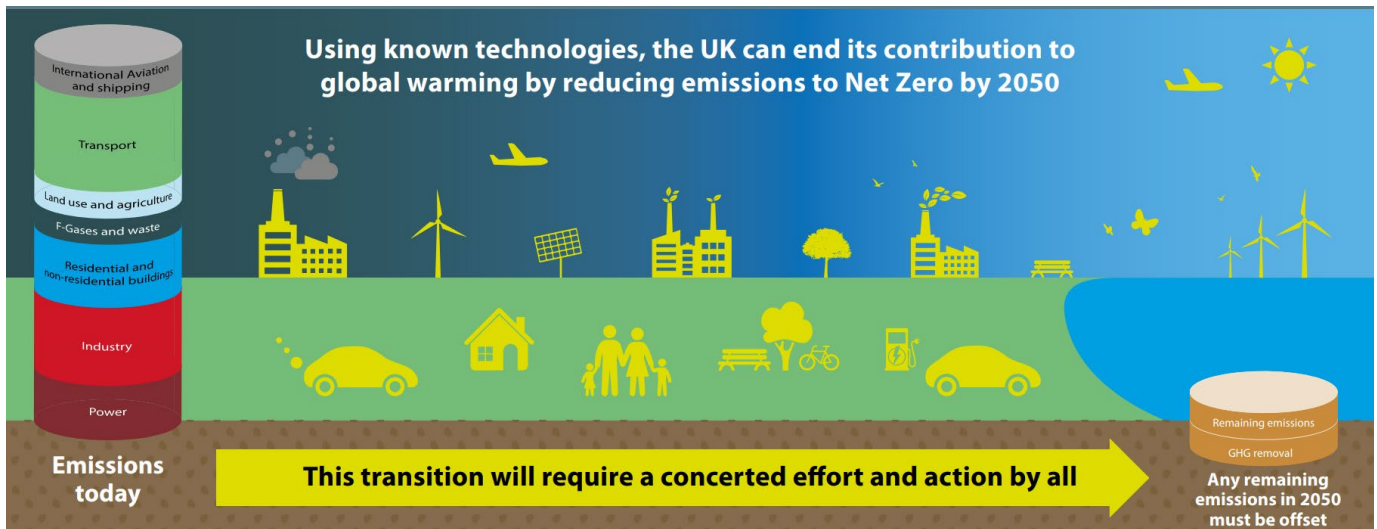 Using known technologies, the UK can end its contribution to
global warming by reducing emissions to Net Zero by 2050
International Aviation
and shipping
Transport
Land use and agriculture
F-Gases and waste
Residential and
non-residential buildings
Industry
Power
Emissions
today
This transition will require a concerted effort and action by all
Remaining emissions
GHG removal
Any remaining
emissions in 2050
must be offset